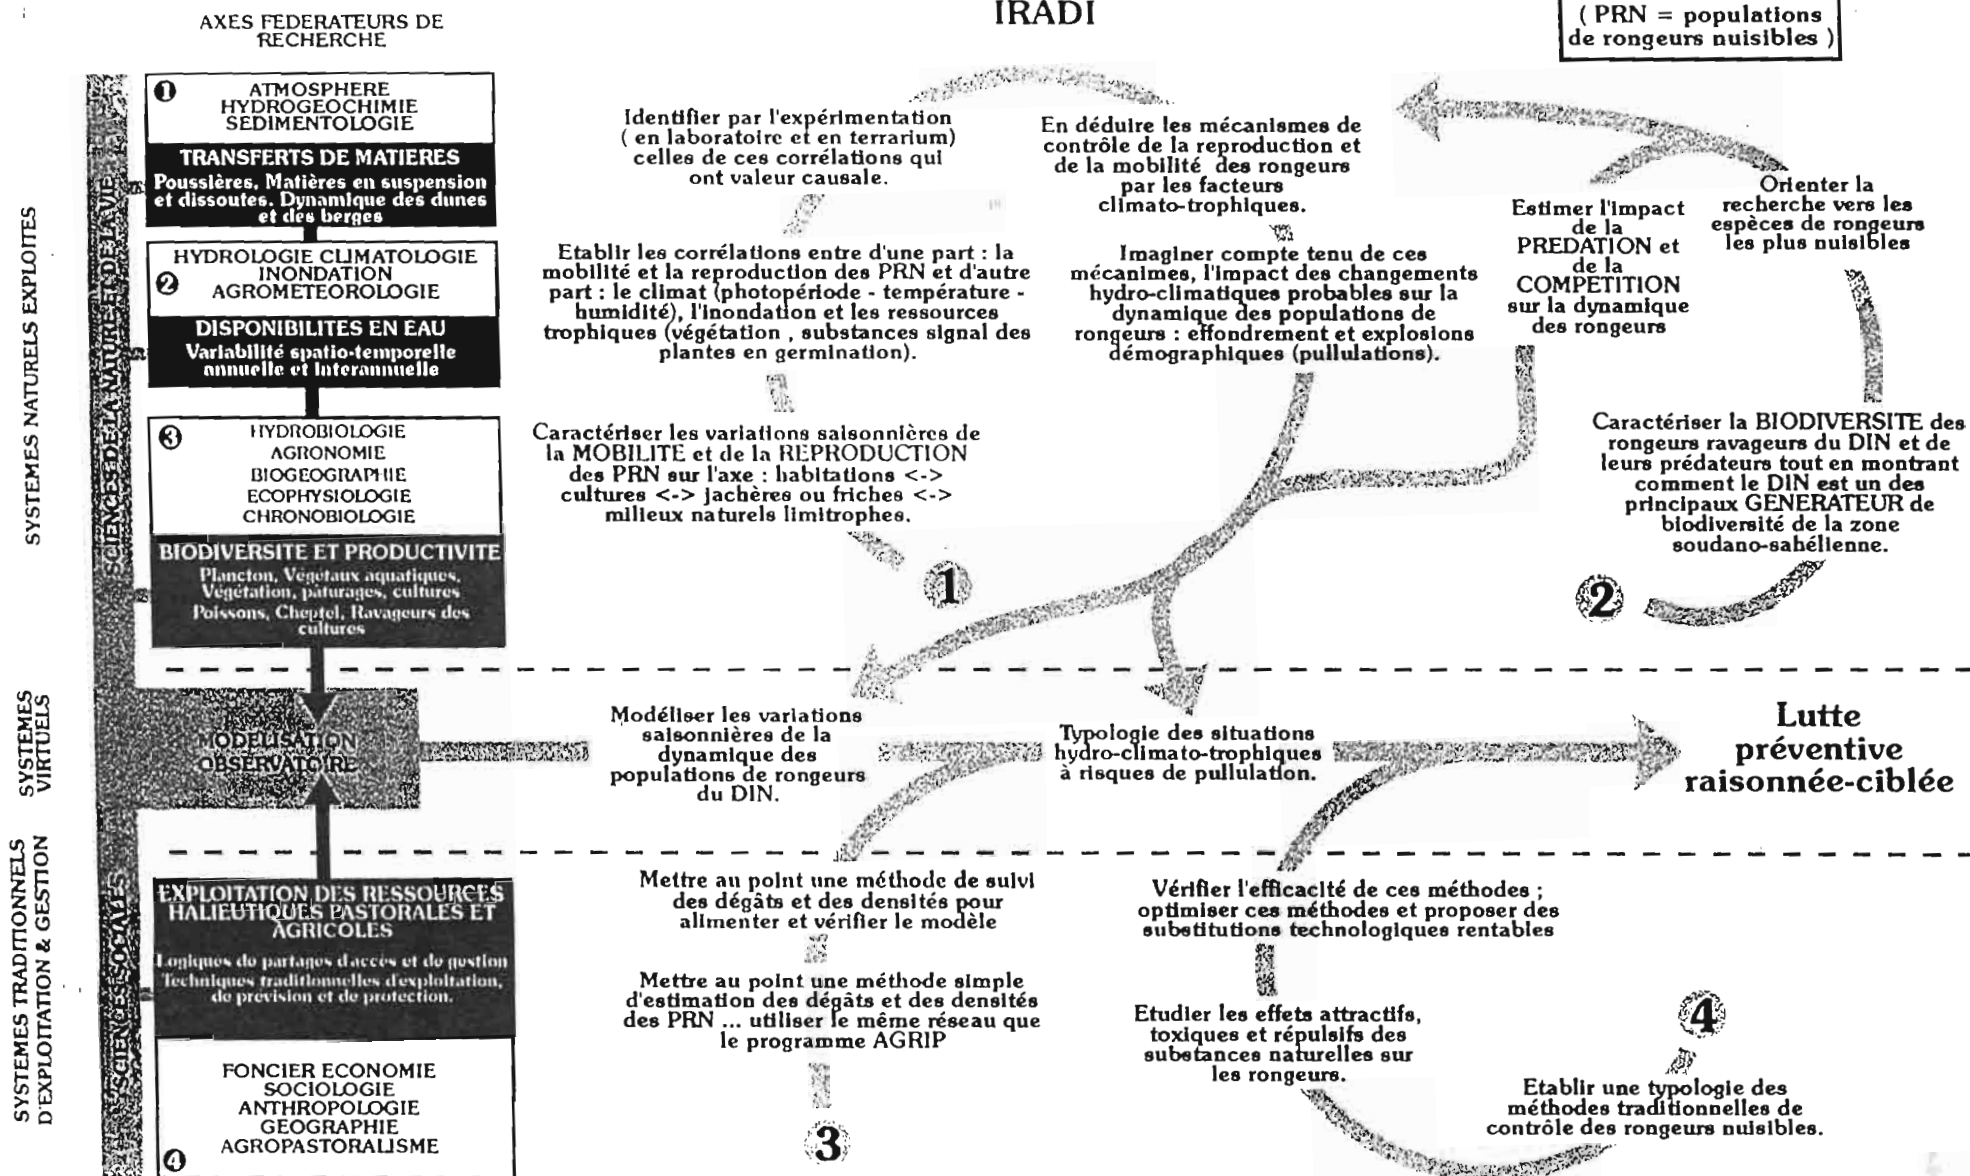 AXES FEDERATEURS DE
RECHERCHE
IRADI
( PRN = populations
de rongeurs nuisibles )
SYSTEMES NATURELS EXPLOITES
SCIENCES DE LA NATURE ET DE LA VIE
1
ATMOSPHERE
HYDROGEOCHIMIE
SEDIMENTOLOGIE
TRANSFERTS DE MATIERES
Poussières, Matières en suspension
et dissoutes. Dynamique des dunes
et des berges
HYDROLOGIE CLIMATOLOGIE
INONDATION
2
AGROMETEOROLOGIE
DISPONIBILITES EN EAU
Variabilité spatio-temporelle
annuelle et Interannuelle
3
HYDROBIOLOGIE
AGRONOMIE
BIOGEOGRAPHIE
ECOPHYSIOLOGIE
CHRONOBIOLOGIE
BIODIVERSITE ET PRODUCTIVITE
Plancton, Végétaux aquatiques,
Végétation, paturages, cultures
Poissons, Cheptel, Ravageurs des
cultures
Identifier par l'expérimentation
( en laboratoire et en terrarium)
celles de ces corrélations qui
ont valeur causale.
Etablir les corrélations entre d'une part : la
mobilité et la reproduction des PRN et d'autre
part : le climat (photopériode - température -
humidité), l'inondation et les ressources
trophiques (végétation , substances signal des
plantes en germination).
Caractériser les variations saisonnières de
la MOBILITE et de la REPRODUCTION
des PRN sur l'axe : habitations <->
cultures <-> jachères ou friches <->
milieux naturels limitrophes.
1
En déduire les mécanismes de
contrôle de la reproduction et
de la mobilité des rongeurs
par les facteurs
climato-trophiques.
Imaginer compte tenu de ces
mécanimes, l'impact des changements
hydro-climatiques probables sur la
dynamique des populations de
rongeurs : effondrement et explosions
démographiques (pullulations).
Estimer l'impact
de la
PREDATION et
de la
COMPETITION
sur la dynamique
des rongeurs
Orienter la
recherche vers les
espèces de rongeurs
les plus nuisibles
Caractériser la BIODIVERSITE des
rongeurs ravageurs du DIN et de
leurs prédateurs tout en montrant
comment le DIN est un des
principaux GENERATEUR de
biodiversité de la zone
soudano-sahélienne.
2
SYSTEMES
VIRTUELS
MODELISATION
OBSERVATOIRE
Modéliser les variations
saisonnières de la
dynamique des
populations de rongeurs
du DIN.
Typologie des situations
hydro-climato-trophiques
à risques de pullulation.
Lutte
préventive
raisonnée-ciblée
SYSTEMES TRADITIONNELS
D'EXPLOITATION & GESTION
SCIENCES SOCIALES
EXPLOITATION DES RESSOURCES
HALIEUTIQUES PASTORALES ET
AGRICOLES
Logiques de partages d'accès et de gestion
Techniques traditionnelles d'exploitation,
de prévision et de protection.
FONCIER ECONOMIE
SOCIOLOGIE
ANTHROPOLOGIE
GEOGRAPHIE
AGROPASTORALISME
4
Mettre au point une méthode de suivi
des dégâts et des densités pour
alimenter et vérifier le modèle
Mettre au point une méthode simple
d'estimation des dégâts et des densités
des PRN ... utiliser le même réseau que
le programme AGRIP
3
Vérifier l'efficacité de ces méthodes ;
optimiser ces méthodes et proposer des
substitutions technologiques rentables
Etudier les effets attractifs,
toxiques et répulsifs des
substances naturelles sur
les rongeurs.
4
Etablir une typologie des
méthodes traditionnelles de
contrôle des rongeurs nuisibles.